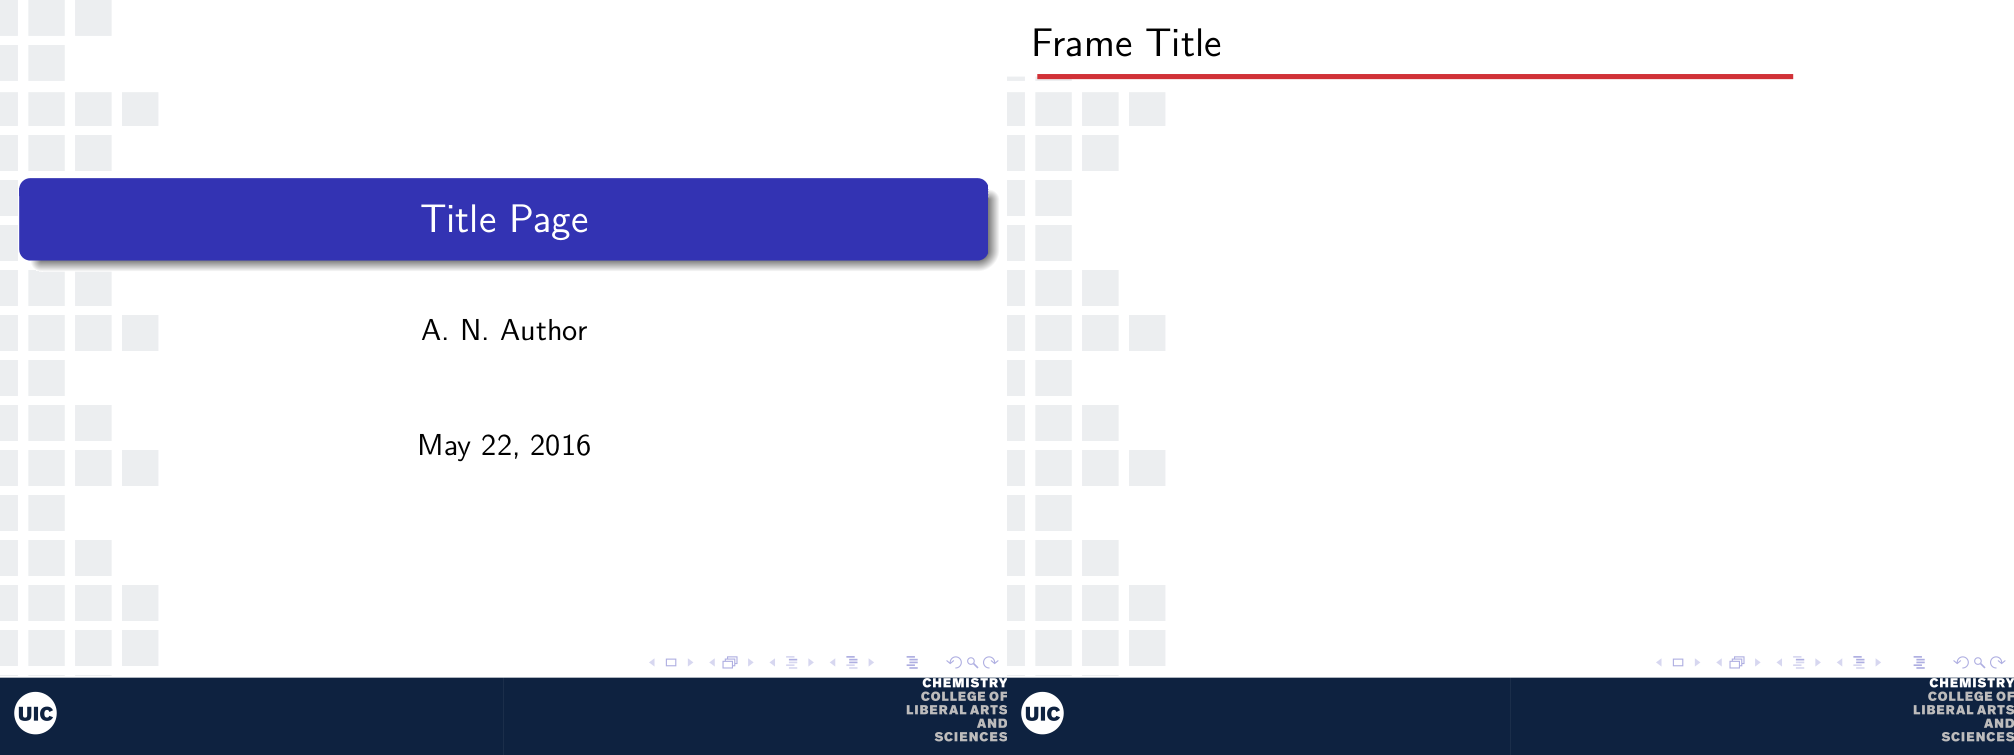 Title Page
A. N. Author
May 22, 2016
UIC
CHEMISTRY
COLLEGE OF
LIBERAL ARTS
AND
SCIENCES
Frame Title
UIC
CHEMISTRY
COLLEGE OF
LIBERAL ARTS
AND
SCIENCES